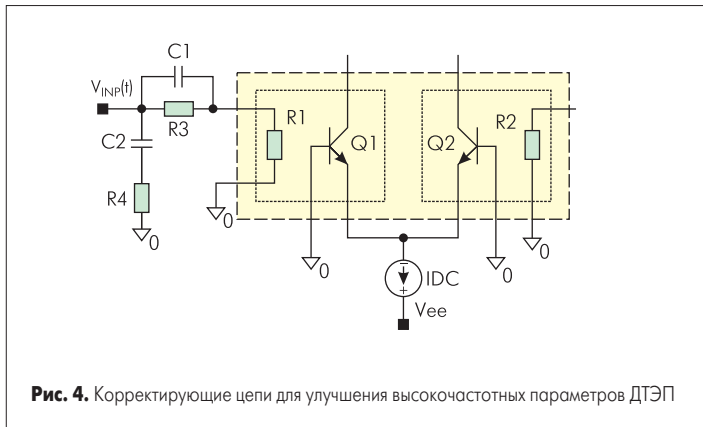 C1
V_INP(t)
R3
C2
R4
0
R1
0
Q1
0
Q2
0
R2
0
IDC
Vee
Рис. 4. Корректирующие цепи для улучшения высокочастотных параметров ДТЭП